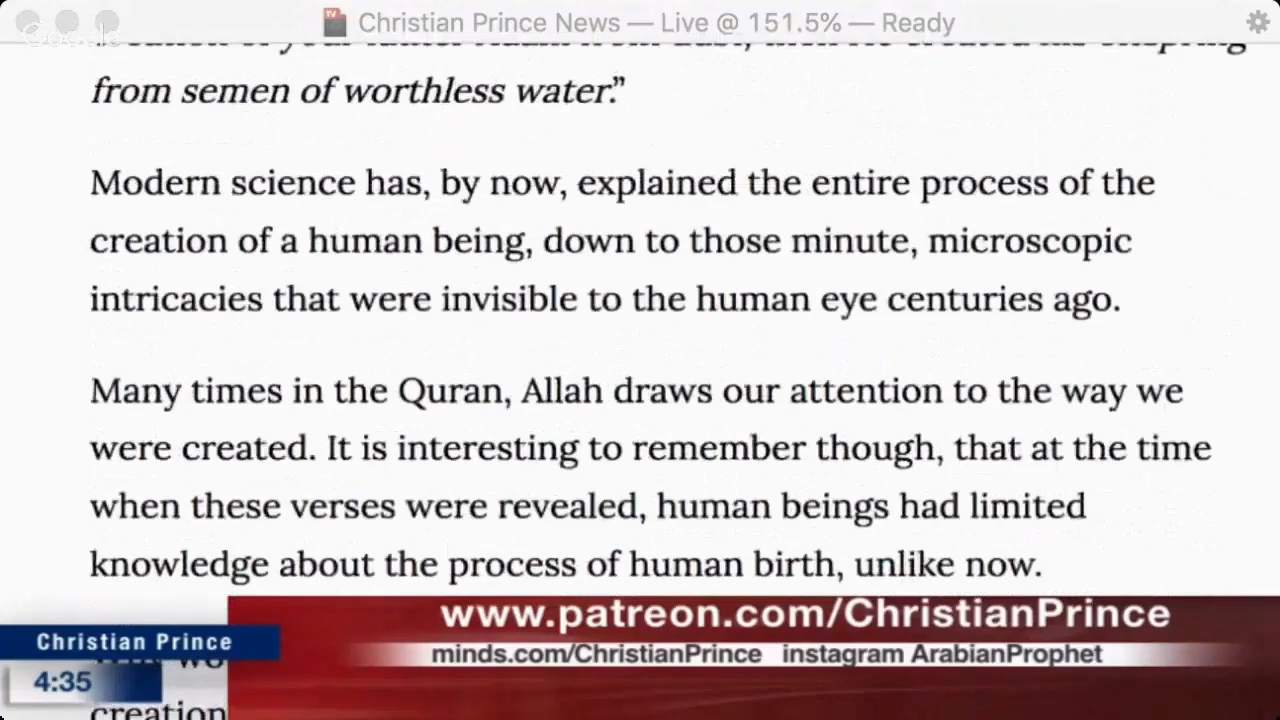 Christian Prince News — Live @ 151.5% — Ready
Google
from semen of worthless water.”
Modern science has, by now, explained the entire process of the
creation of a human being, down to those minute, microscopic
intricacies that were invisible to the human eye centuries ago.
Many times in the Quran, Allah draws our attention to the way we
were created. It is interesting to remember though, that at the time
when these verses were revealed, human beings had limited
knowledge about the process of human birth, unlike now.
www.patreon.com/ChristianPrince
Christian Prince
minds.com/ChristianPrince instagram ArabianProphet
4:35
creation